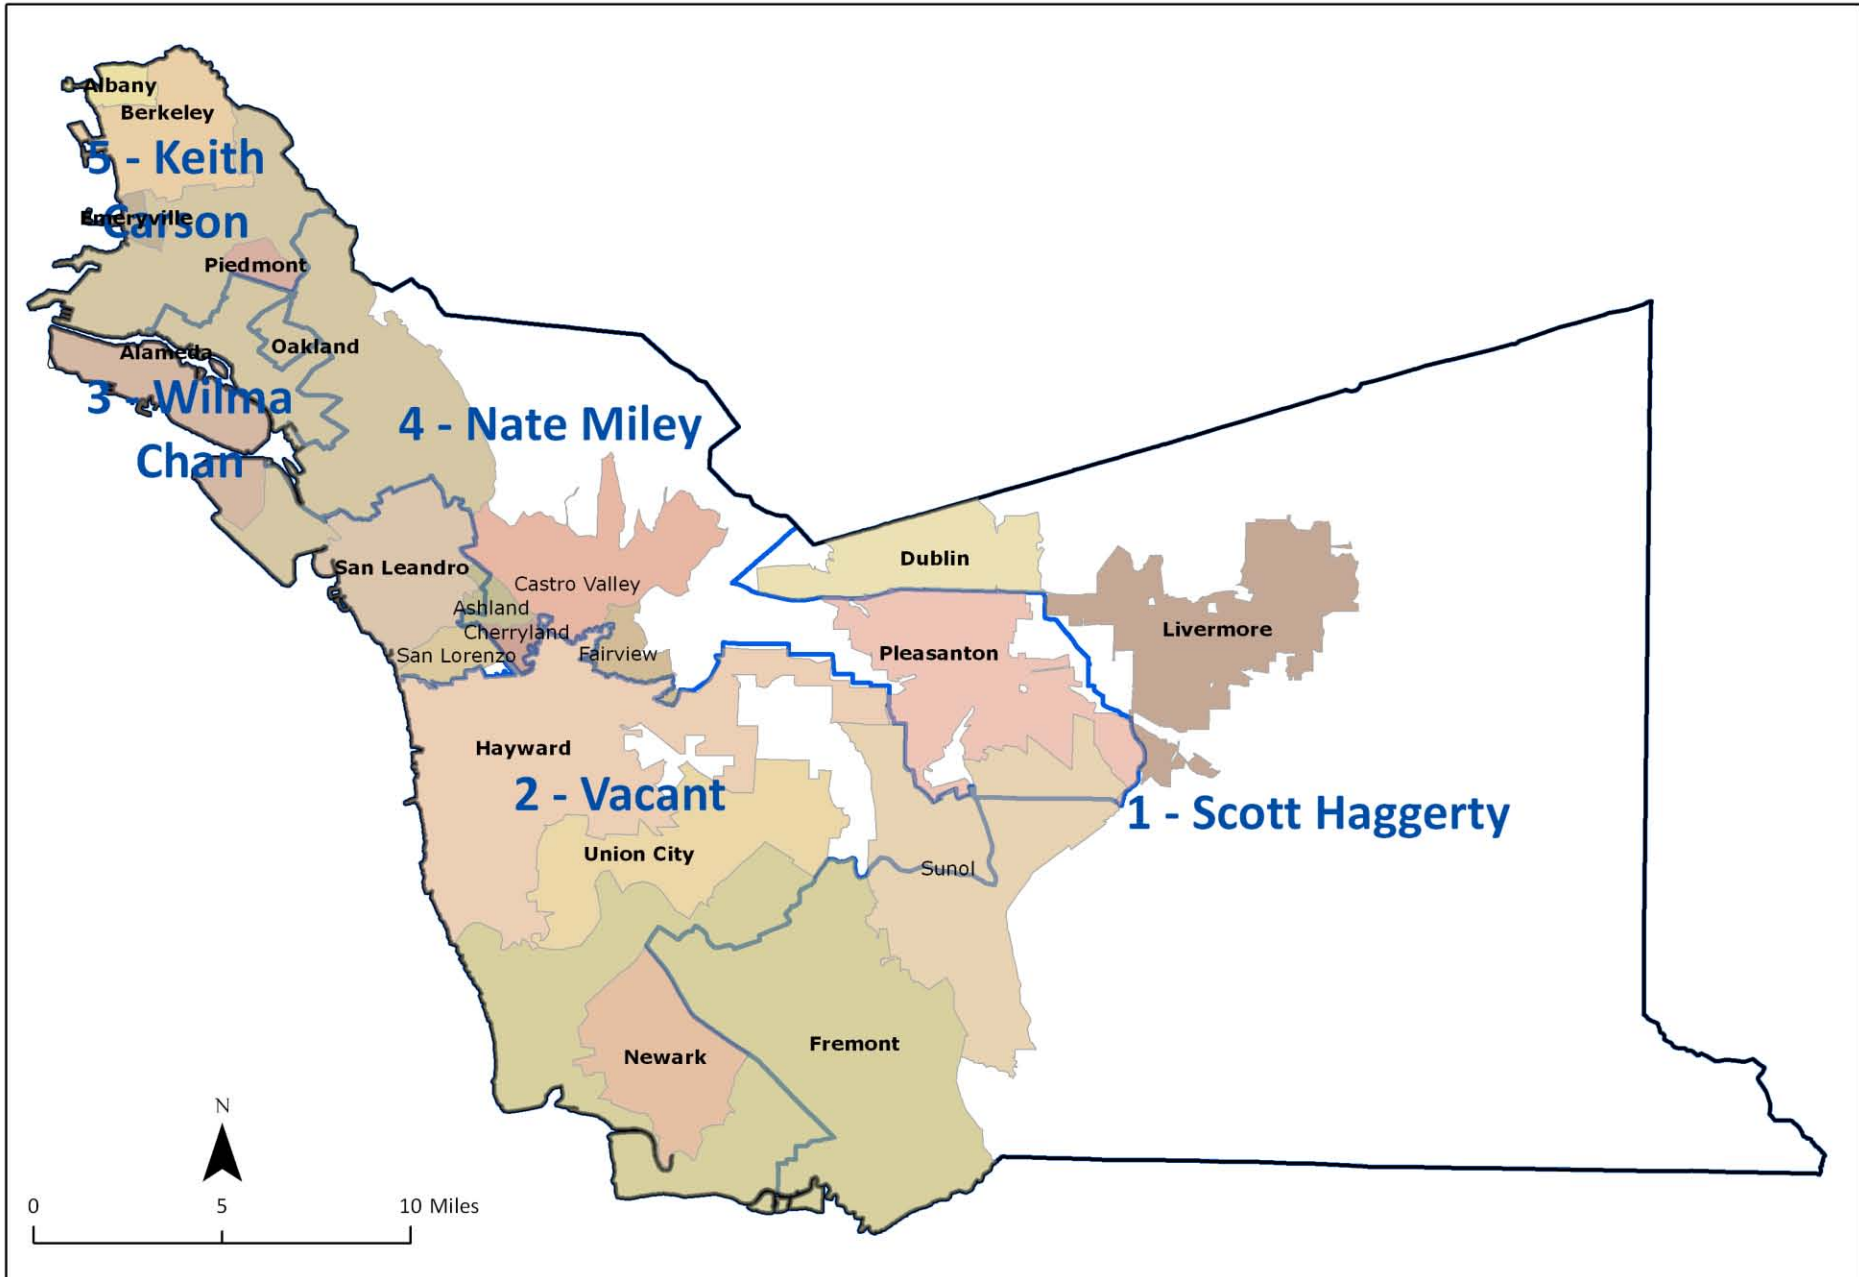 Albany
Berkeley
5 - Keith
Carson
Emeryville
Piedmont
Oakland
Alameda
3 - Wilma
Chan
4 - Nate Miley
San Leandro
Castro Valley
Ashland
Cherryland
San Lorenzo
Fairview
Dublin
Livermore
Pleasanton
Hayward
2 - Vacant
1 - Scott Haggerty
Union City
Sunol
Fremont
Newark
N
0 5 10 Miles